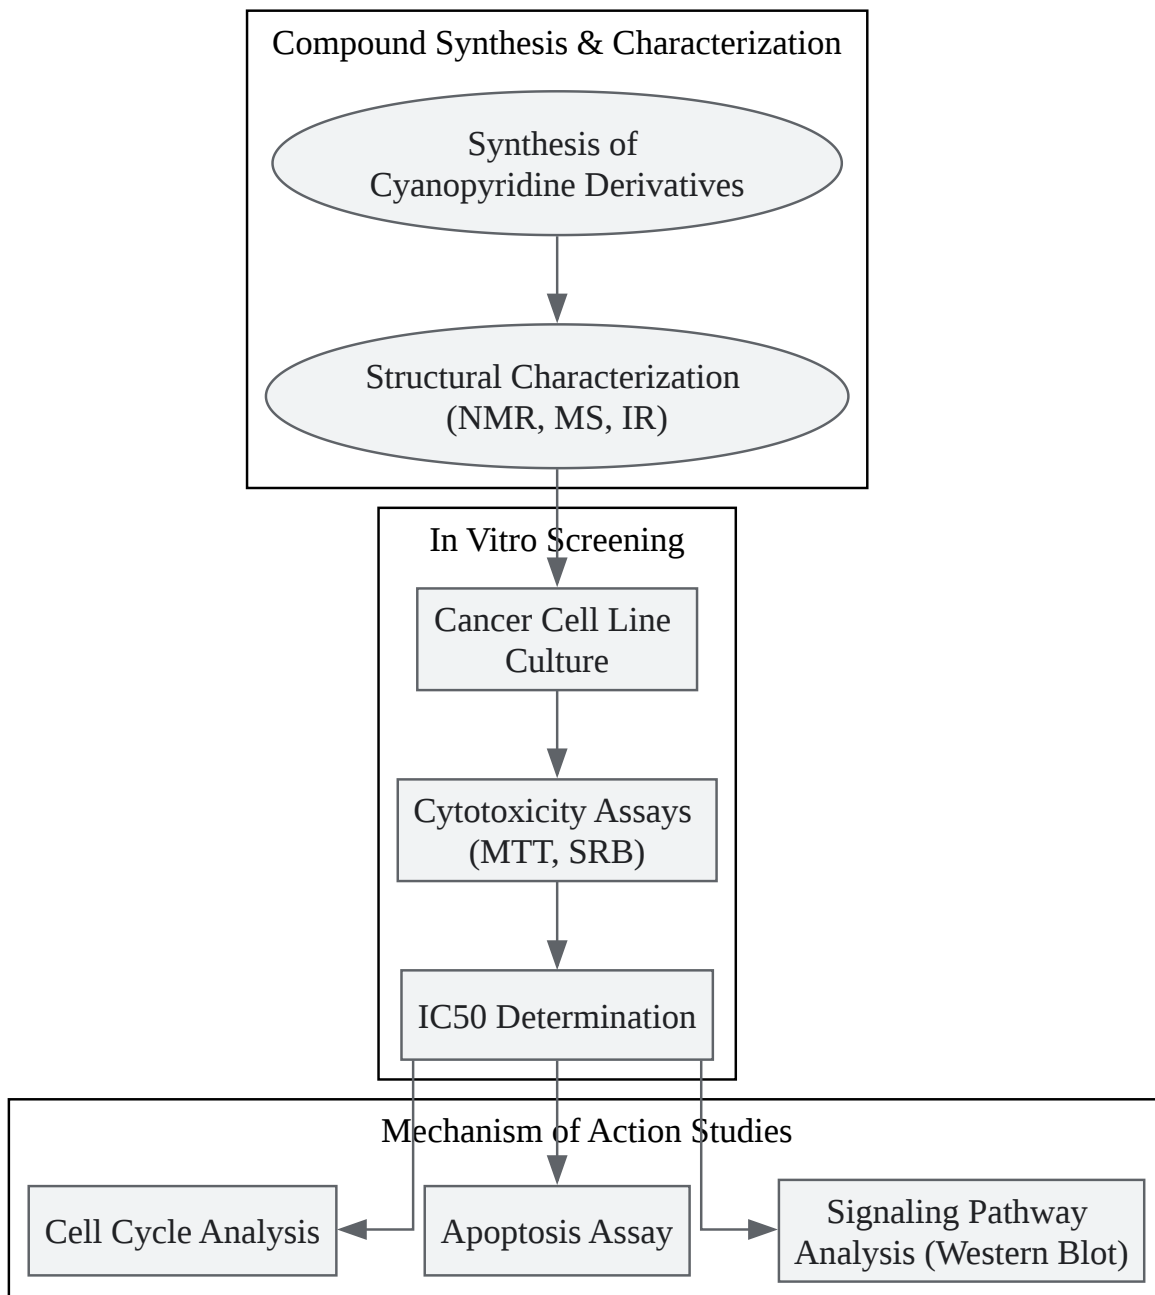 Compound Synthesis & Characterization
Synthesis of
Cyanopyridine Derivatives
Structural Characterization
(NMR, MS, IR)
In Vitro Screening
Cancer Cell Line
Culture
Cytotoxicity Assays
(MTT, SRB)
IC50 Determination
Mechanism of Action Studies
Cell Cycle Analysis
Apoptosis Assay
Signaling Pathway
Analysis (Western Blot)